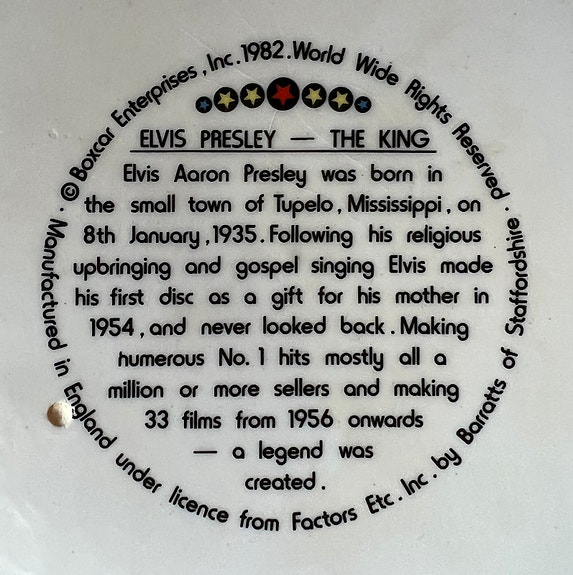 © Boxcar Enterprises, Inc. 1982. World Wide Rights Reserved.
ELVIS PRESLEY — THE KING
Elvis Aaron Presley was born in
the small town of Tupelo, Mississippi, on
8th January, 1935. Following his religious
upbringing and gospel singing Elvis made
his first disc as a gift for his mother in
1954, and never looked back. Making
humerous No. 1 hits mostly all a
million or more sellers and making
33 films from 1956 onwards
— a legend was
created.
Manufactured in England under licence from Factors Etc. Inc. by Barratts of Staffordshire